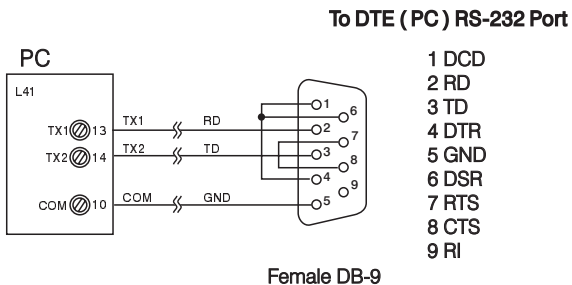 To DTE ( PC ) RS-232 Port
PC
L41
TX1 13 TX1 RD
TX2 14 TX2 TD
COM 10 COM GND
1
6
2
7
3
8
4
9
5
1 DCD
2 RD
3 TD
4 DTR
5 GND
6 DSR
7 RTS
8 CTS
9 RI
Female DB-9